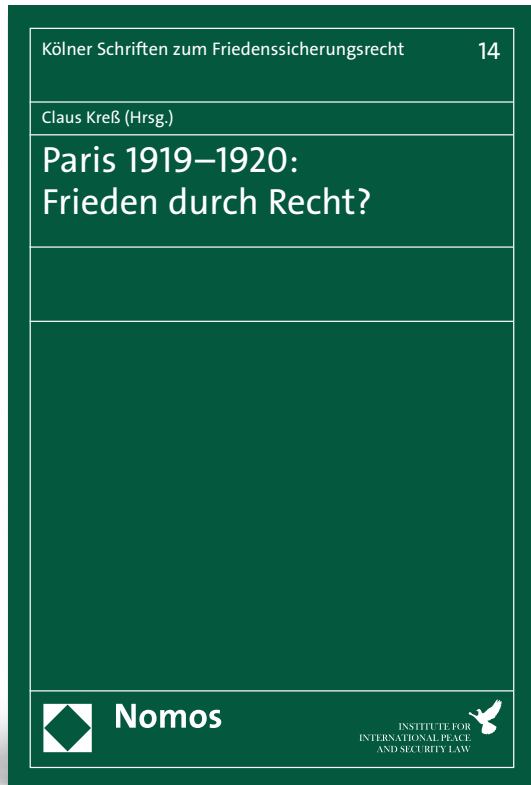 Kölner Schriften zum Friedenssicherungsrecht 14
Claus Kreß (Hrsg.)
Paris 1919–1920:
Frieden durch Recht?
Nomos
INSTITUTE FOR
INTERNATIONAL PEACE
AND SECURITY LAW